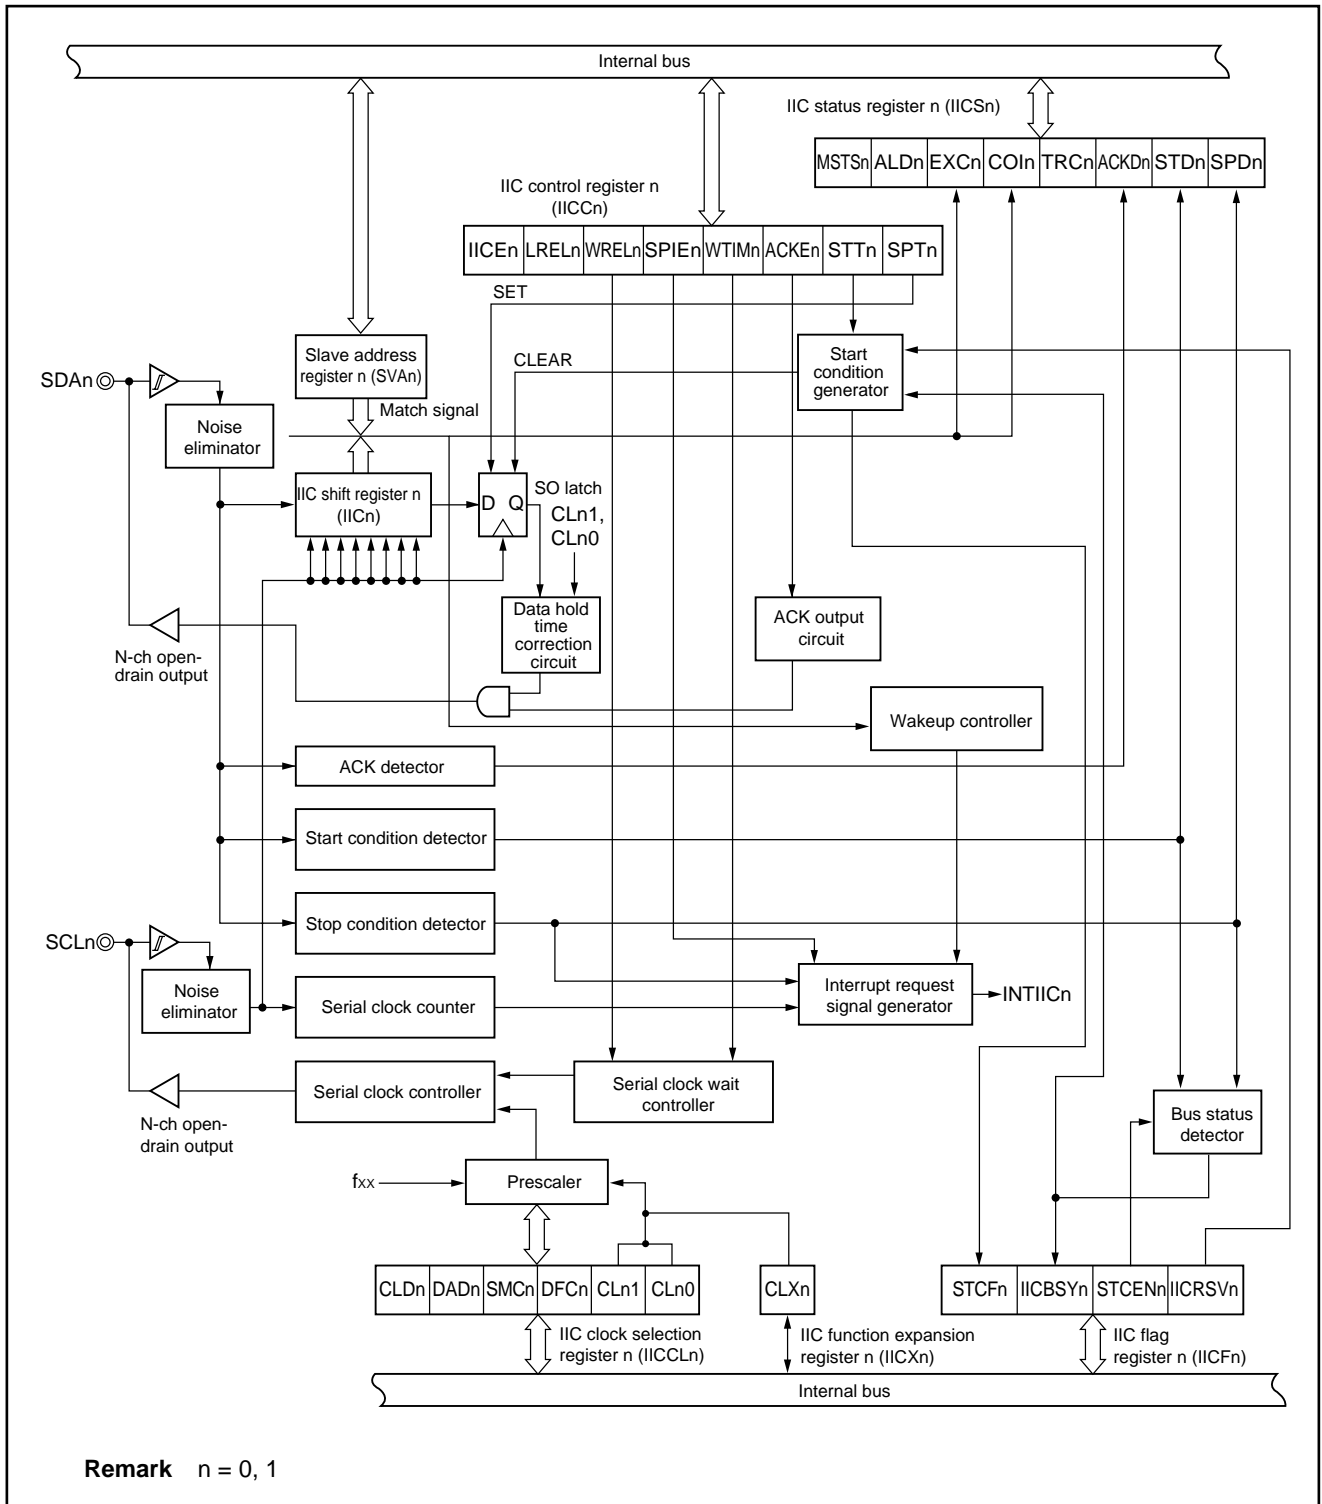 Internal bus
IIC status register n (IICSn)
MSTSn ALDn EXCn COIn TRCn ACKDn STDn SPDn
IIC control register n
(IICCn)
IICEn LRELn WRELn SPIEn WTIMn ACKEn STTn SPTn
SET
Slave address
register n (SVAn)
CLEAR
Start
condition
generator
SDAn
Match signal
Noise
eliminator
IIC shift register n
(IICn)
D Q
SO latch
CLn1,
CLn0
Data hold
time
correction
circuit
ACK output
circuit
N-ch open-
drain output
Wakeup controller
ACK detector
Start condition detector
Stop condition detector
SCLn
Noise
eliminator
Serial clock counter
Interrupt request
signal generator
INTIICn
Serial clock controller
Serial clock wait
controller
N-ch open-
drain output
Bus status
detector
fxx
Prescaler
CLDn DADn SMCn DFCn CLn1 CLn0
CLXn
STCFn IICBSYn STCENn IICRSVn
IIC clock selection
register n (IICCLn)
IIC function expansion
register n (IICXn)
IIC flag
register n (IICFn)
Internal bus
Remark n = 0, 1